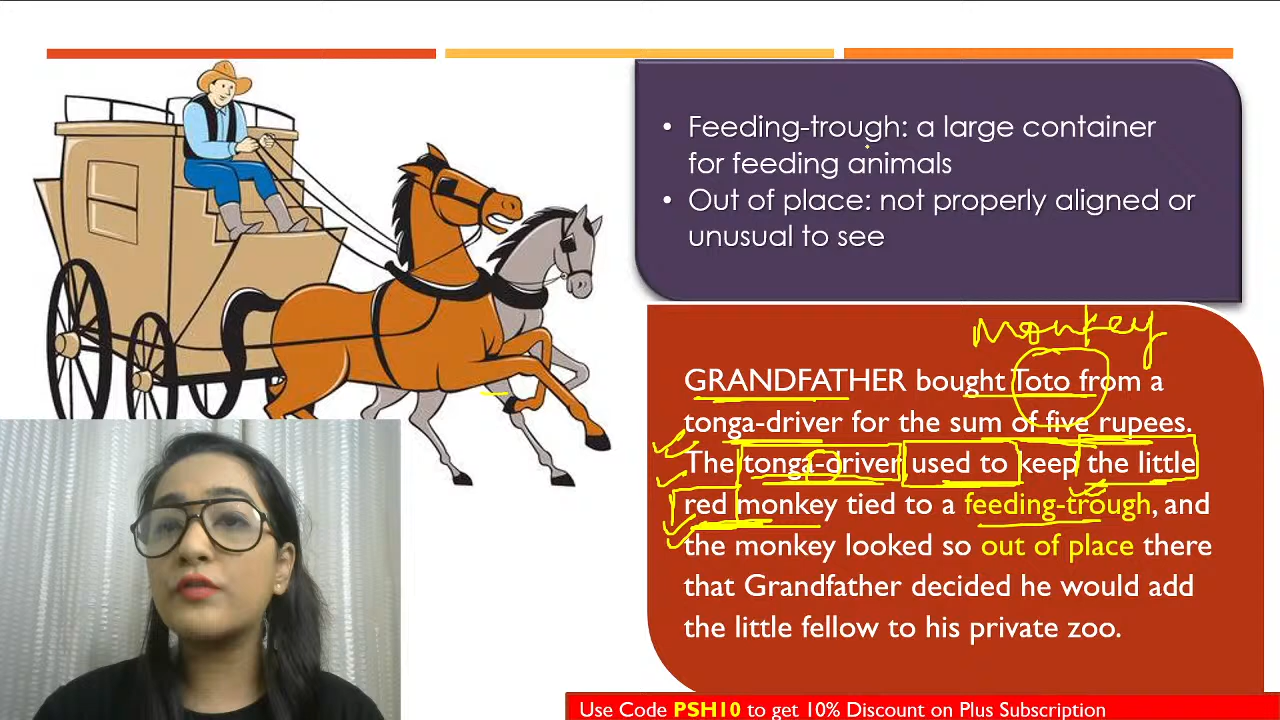 • Feeding-trough: a large container
for feeding animals
• Out of place: not properly aligned or
unusual to see
monkey
GRANDFATHER bought Toto from a
tonga-driver for the sum of five rupees.
The tonga-driver used to keep the little
red monkey tied to a feeding-trough, and
the monkey looked so out of place there
that Grandfather decided he would add
the little fellow to his private zoo.
Use Code PSH10 to get 10% Discount on Plus Subscription